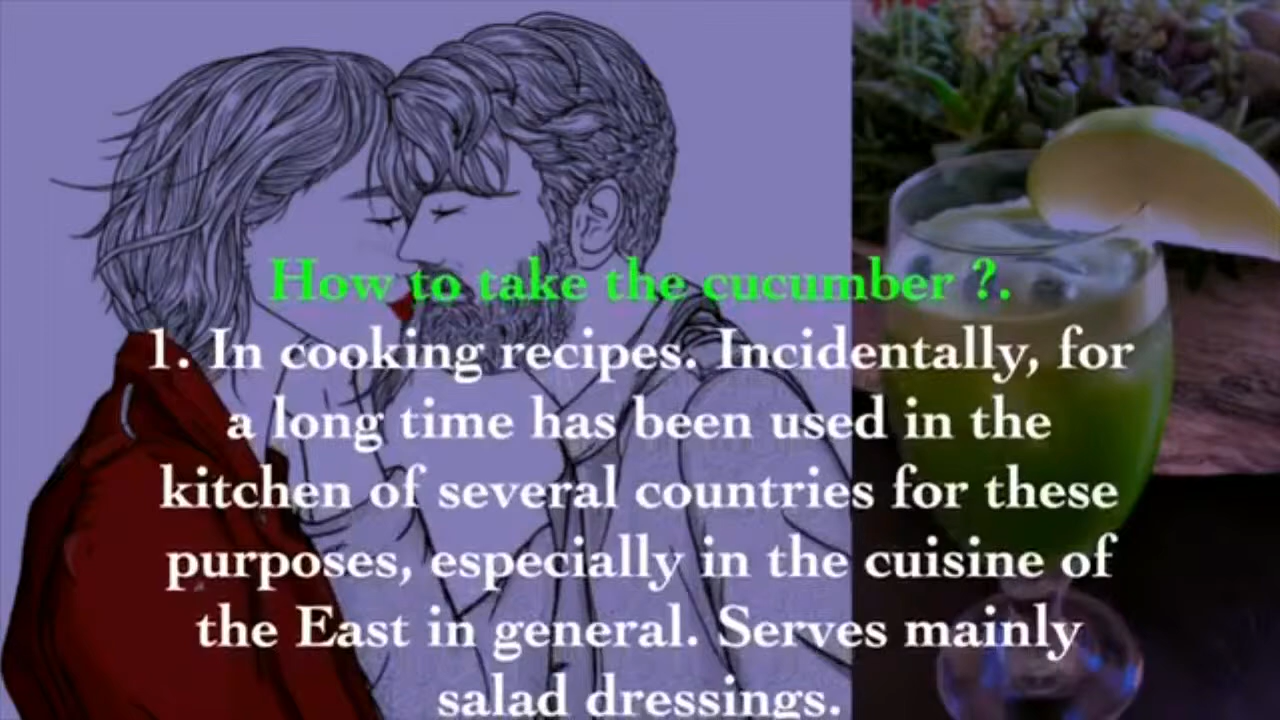 How to take the cucumber ?.
1. In cooking recipes. Incidentally, for
a long time has been used in the
kitchen of several countries for these
purposes, especially in the cuisine of
the East in general. Serves mainly
salad dressings.